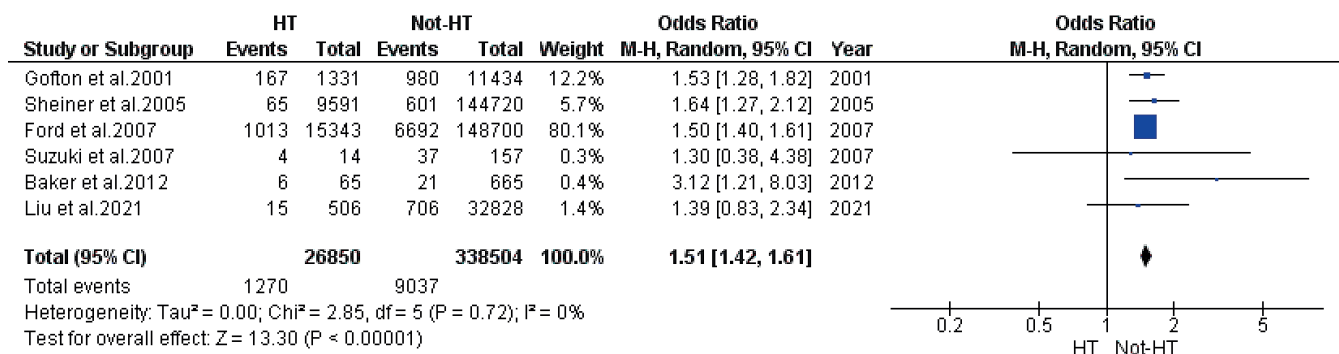 HT Not-HT Odds Ratio Odds Ratio
Study or Subgroup Events Total Events Total Weight M-H, Random, 95% CI Year M-H, Random, 95% CI
Gofton et al.2001 167 1331 980 11434 12.2% 1.53 [1.28, 1.82] 2001
Sheiner et al.2005 65 9591 601 144720 5.7% 1.64 [1.27, 2.12] 2005
Ford et al.2007 1013 15343 6692 148700 80.1% 1.50 [1.40, 1.61] 2007
Suzuki et al.2007 4 14 37 157 0.3% 1.30 [0.38, 4.38] 2007
Baker et al.2012 6 65 21 665 0.4% 3.12 [1.21, 8.03] 2012
Liu et al.2021 15 506 706 32828 1.4% 1.39 [0.83, 2.34] 2021
Total (95% CI) 26850 338504 100.0% 1.51 [1.42, 1.61]
Total events 1270 9037
Heterogeneity: Tau² = 0.00; Chi² = 2.85, df = 5 (P = 0.72); I² = 0%
Test for overall effect: Z = 13.30 (P < 0.00001)
0.2 0.5 1 2 5
HT Not-HT